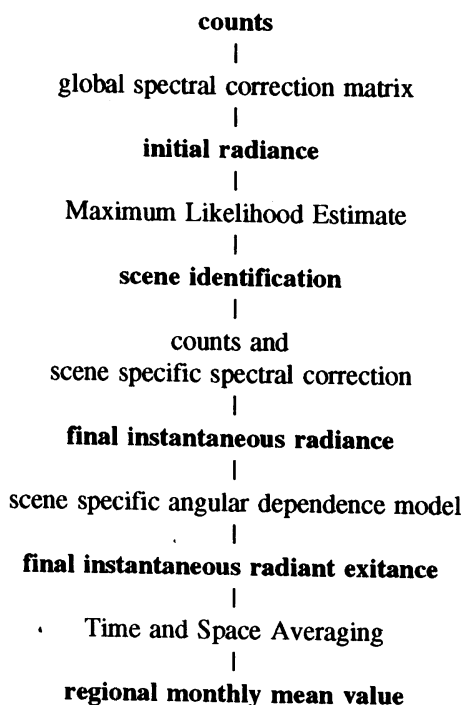 counts
global spectral correction matrix
initial radiance
Maximum Likelihood Estimate
scene identification
counts and
scene specific spectral correction
final instantaneous radiance
scene specific angular dependence model
final instantaneous radiant exitance
Time and Space Averaging
regional monthly mean value